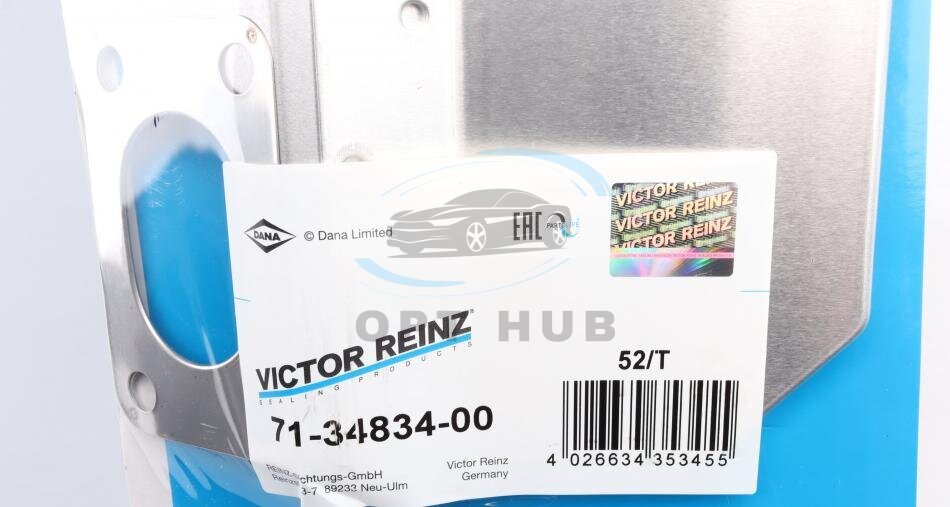 DANA
© Dana Limited
EAC
VICTOR REINZ
VICTOR REINZ
VICTOR REINZ
OPT HUB
VICTOR REINZ®
SEALING PRODUCTS
71-34834-00
52/T
4 026634 353455
REINZ-
chtungs-GmbH
89233 Neu-Ulm
Victor Reinz
Germany